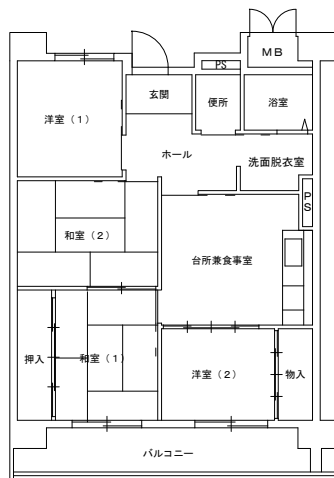 MB
PS
玄関
便所
浴室
洋室(1)
ホール
洗面脱衣室
PS
和室(2)
台所兼食事室
押入
和室(1)
洋室(2)
物入
バルコニー